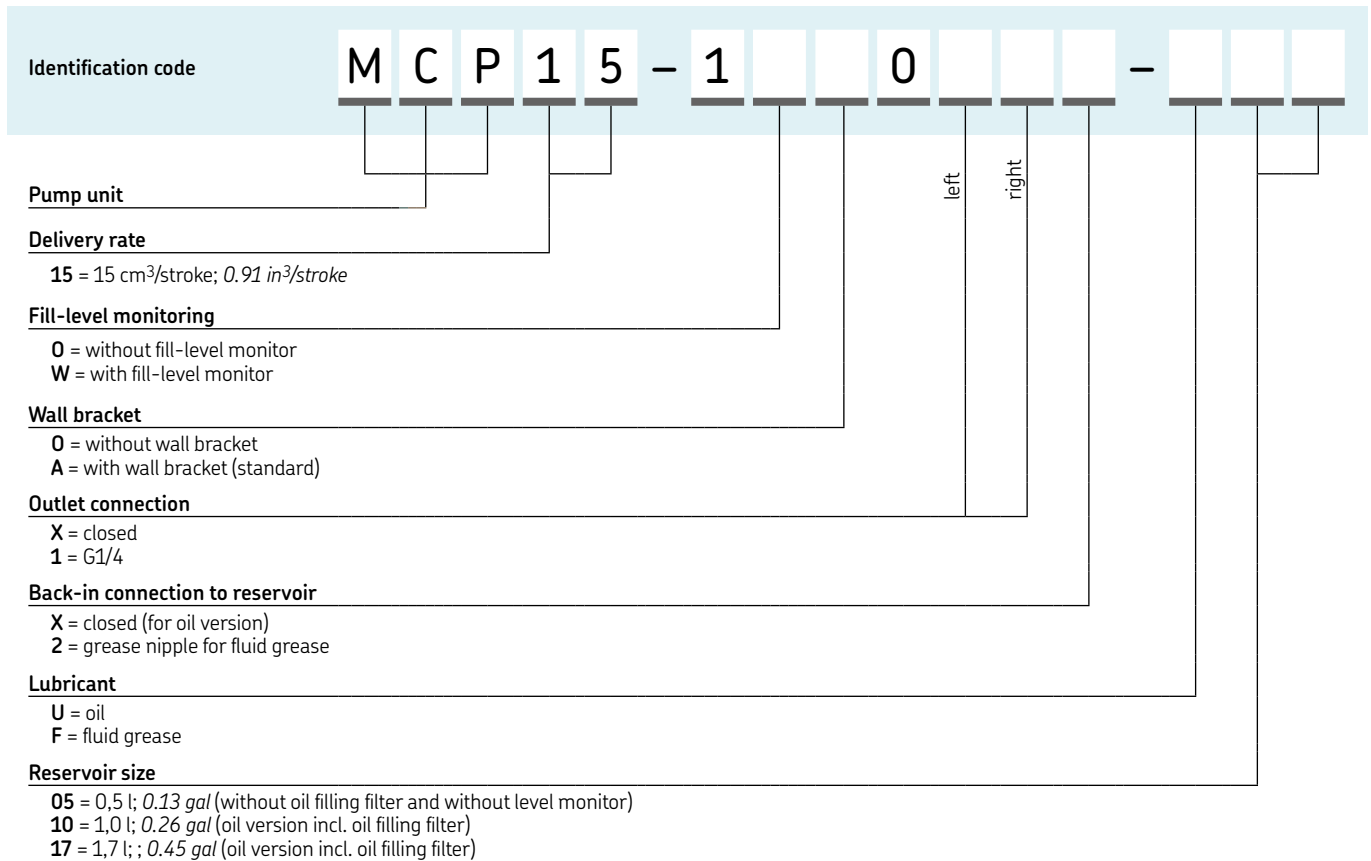 Identification code M C P 1 5 – 1 0 –
left right
Pump unit
Delivery rate
15 = 15 cm³/stroke; 0.91 in³/stroke
Fill-level monitoring
0 = without fill-level monitor
W = with fill-level monitor
Wall bracket
0 = without wall bracket
A = with wall bracket (standard)
Outlet connection
X = closed
1 = G1/4
Back-in connection to reservoir
X = closed (for oil version)
2 = grease nipple for fluid grease
Lubricant
U = oil
F = fluid grease
Reservoir size
05 = 0,5 l; 0.13 gal (without oil filling filter and without level monitor)
10 = 1,0 l; 0.26 gal (oil version incl. oil filling filter)
17 = 1,7 l; ; 0.45 gal (oil version incl. oil filling filter)